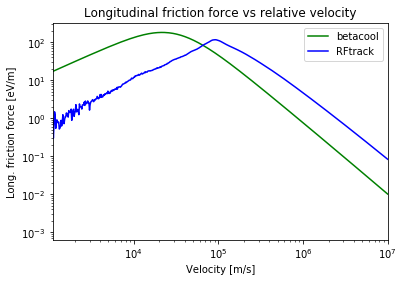 Longitudinal friction force vs relative velocity
betacool
RFtrack
Long. friction force [eV/m]
10²
10¹
10⁰
10⁻¹
10⁻²
10⁻³
10⁴
10⁵
10⁶
10⁷
Velocity [m/s]